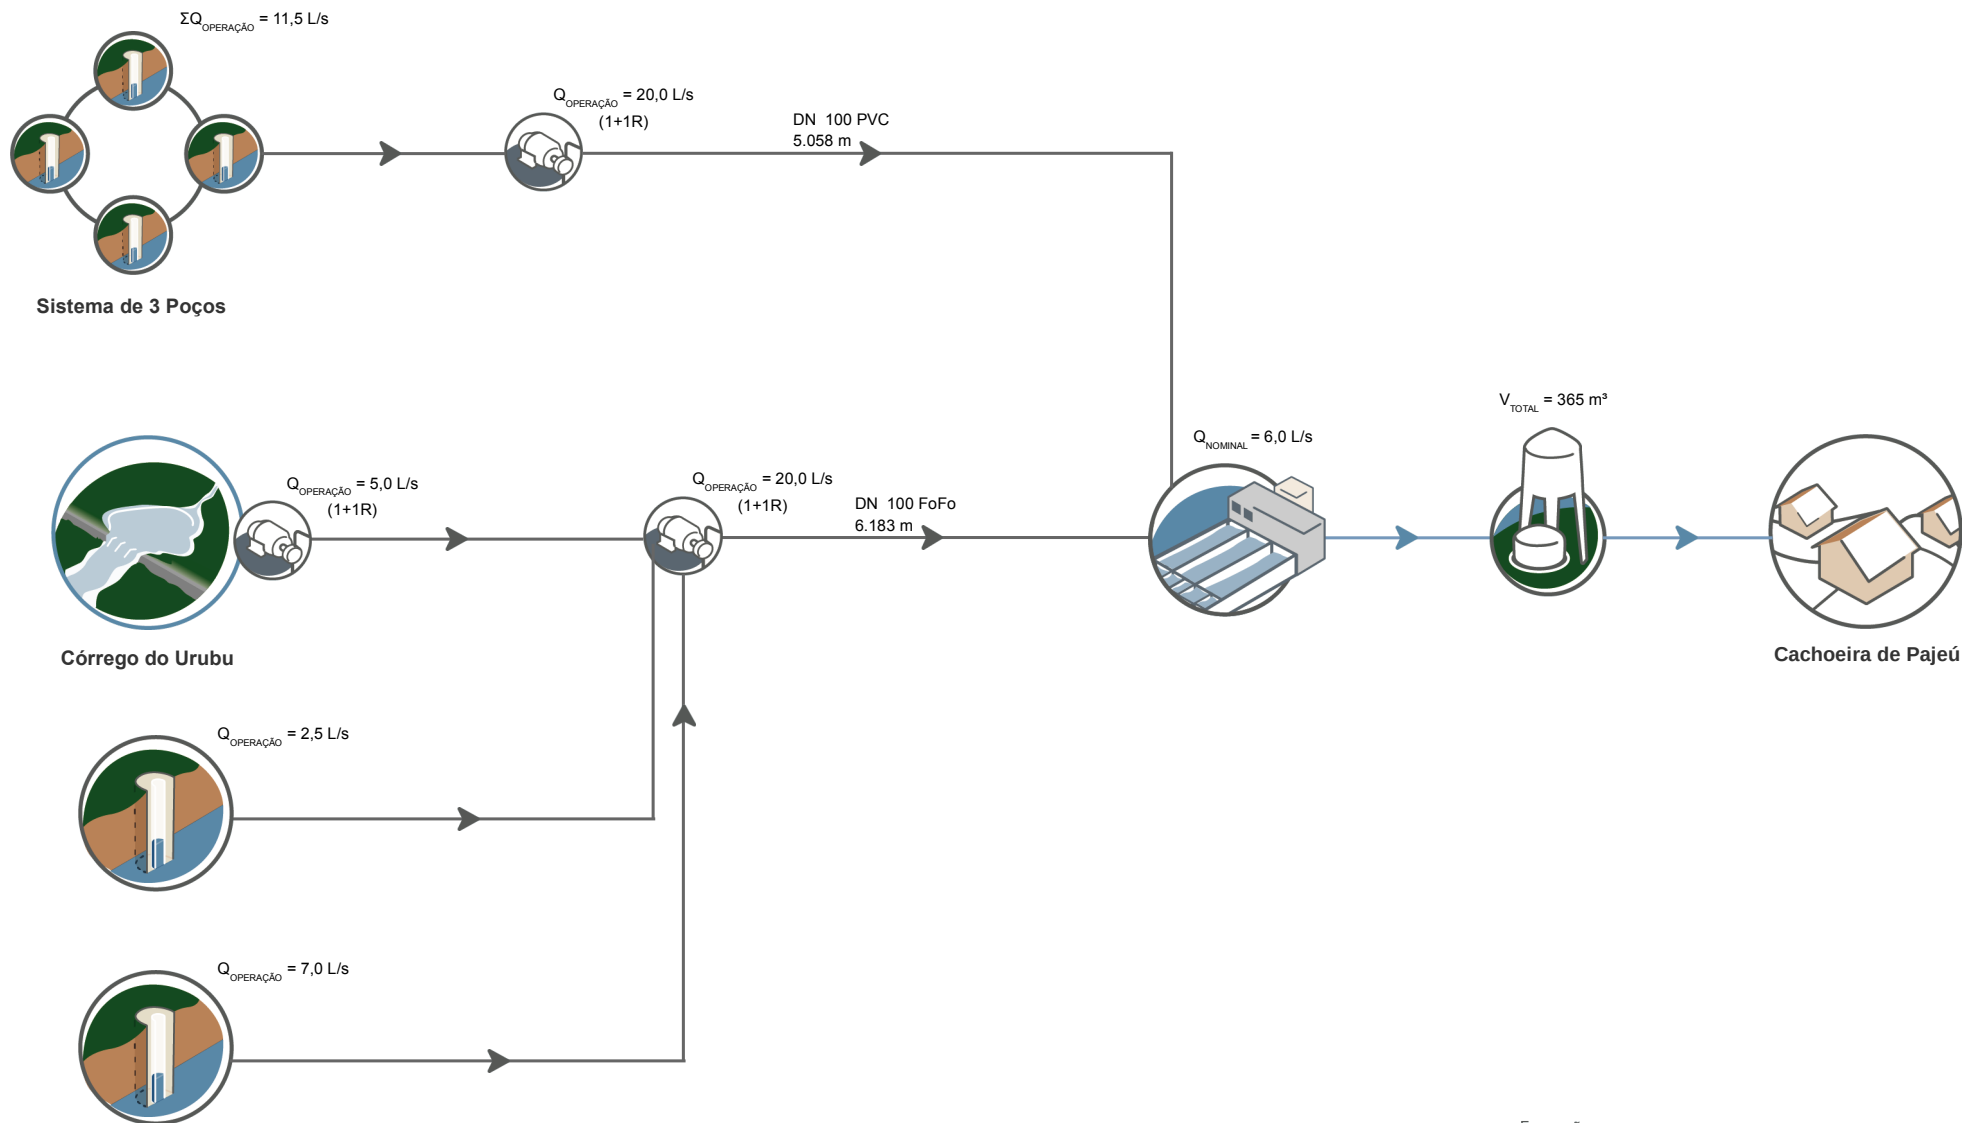 ΣQOPERAÇÃO = 11,5 L/s
QOPERAÇÃO = 20,0 L/s
(1+1R)
DN 100 PVC
5.058 m
Sistema de 3 Poços
VTOTAL = 365 m³
QNOMINAL = 6,0 L/s
QOPERAÇÃO = 5,0 L/s
(1+1R)
QOPERAÇÃO = 20,0 L/s
(1+1R)
DN 100 FoFo
6.183 m
Córrego do Urubu
Cachoeira de Pajeú
QOPERAÇÃO = 2,5 L/s
QOPERAÇÃO = 7,0 L/s